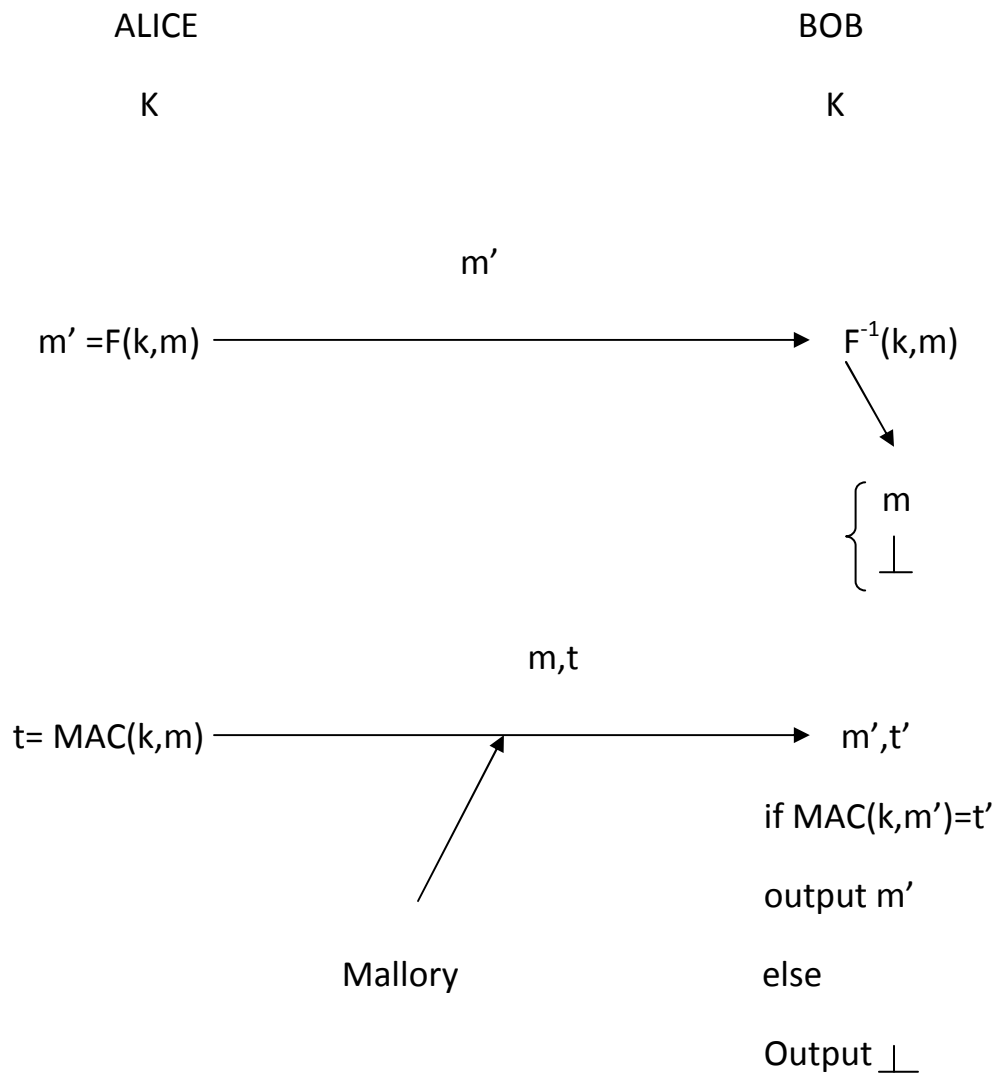 ALICE BOB
K K
m’
m’ =F(k,m) F⁻¹(k,m)
m
⊥
m,t
t= MAC(k,m) m’,t’
if MAC(k,m’)=t’
output m’
Mallory else
Output ⊥